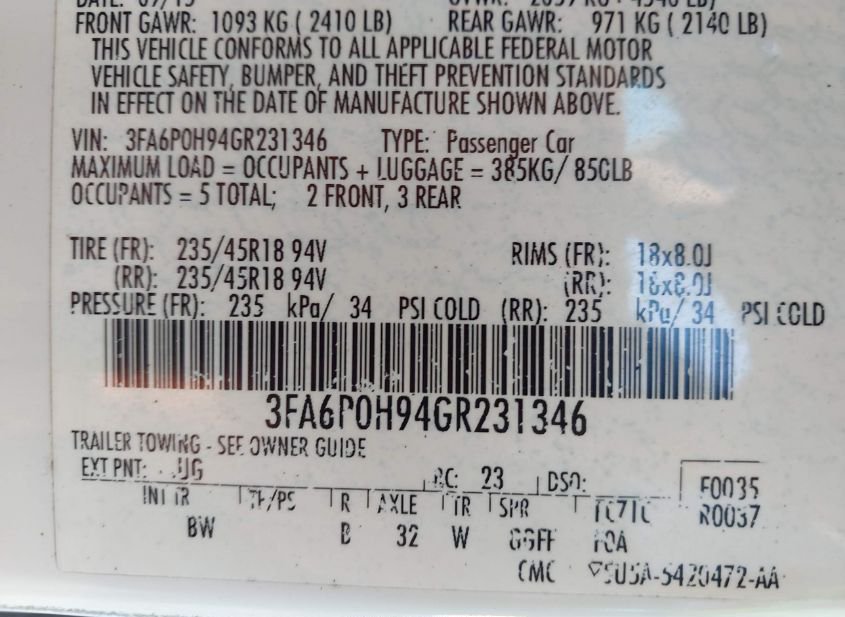 FRONT GAWR: 1093 KG ( 2410 LB) REAR GAWR: 971 KG ( 2140 LB)
THIS VEHICLE CONFORMS TO ALL APPLICABLE FEDERAL MOTOR
VEHICLE SAFETY, BUMPER, AND THEFT PREVENTION STANDARDS
IN EFFECT ON THE DATE OF MANUFACTURE SHOWN ABOVE.
VIN: 3FA6P0H94GR231346 TYPE: Passenger Car
MAXIMUM LOAD = OCCUPANTS + LUGGAGE = 385KG/ 850LB
OCCUPANTS = 5 TOTAL; 2 FRONT, 3 REAR
TIRE (FR): 235/45R18 94V RIMS (FR): 18x8.0J
(RR): 235/45R18 94V (RR): 18x8.0J
PRESSURE (FR): 235 kPa/ 34 PSI COLD (RR): 235 kPa/ 34 PSI COLD
3FA6P0H94GR231346
TRAILER TOWING - SEE OWNER GUIDE
EXT PNT: UG RC: 23 DSO: F0035
INT TR TP/PS R AXLE TR SPR R0037
BW B 32 W GGFF
CMC 5U5A-5420472-AA